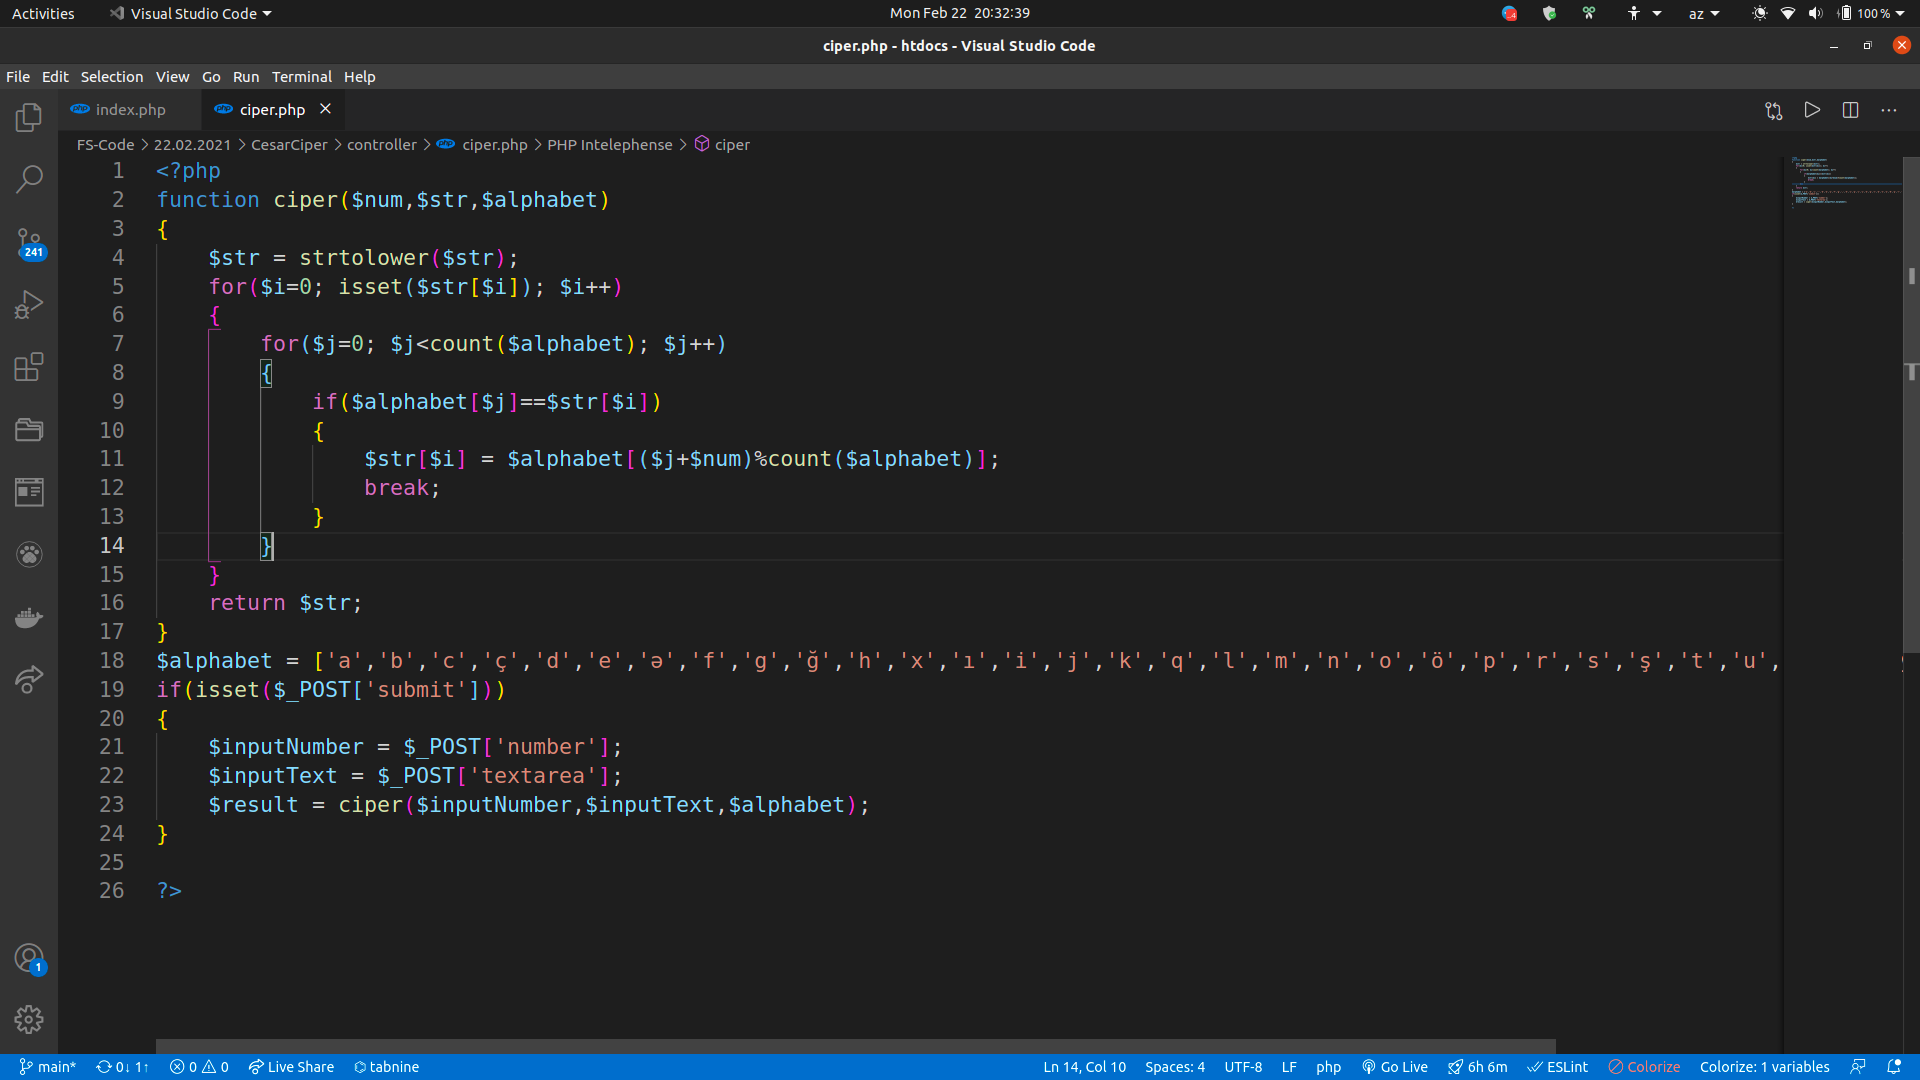 Activities Visual Studio Code Mon Feb 22 20:32:39 az 100 %
ciper.php - htdocs - Visual Studio Code
File Edit Selection View Go Run Terminal Help
index.php ciper.php
FS-Code > 22.02.2021 > CesarCiper > controller > ciper.php > PHP Intelephense > ciper
1 <?php
2 function ciper($num,$str,$alphabet)
3 {
4 $str = strtolower($str);
5 for($i=0; isset($str[$i]); $i++)
6 {
7 for($j=0; $j<count($alphabet); $j++)
8 {
9 if($alphabet[$j]==$str[$i])
10 {
11 $str[$i] = $alphabet[($j+$num)%count($alphabet)];
12 break;
13 }
14 }
15 }
16 return $str;
17 }
18 $alphabet = ['a','b','c','ç','d','e','ə','f','g','ğ','h','x','ı','i','j','k','q','l','m','n','o','ö','p','r','s','ş','t','u',
19 if(isset($_POST['submit']))
20 {
21 $inputNumber = $_POST['number'];
22 $inputText = $_POST['textarea'];
23 $result = ciper($inputNumber,$inputText,$alphabet);
24 }
25
26 ?>
241
1
main* 0↓ 1↑ 0 0 Live Share tabnine Ln 14, Col 10 Spaces: 4 UTF-8 LF php Go Live 6h 6m ESLint Colorize Colorize: 1 variables